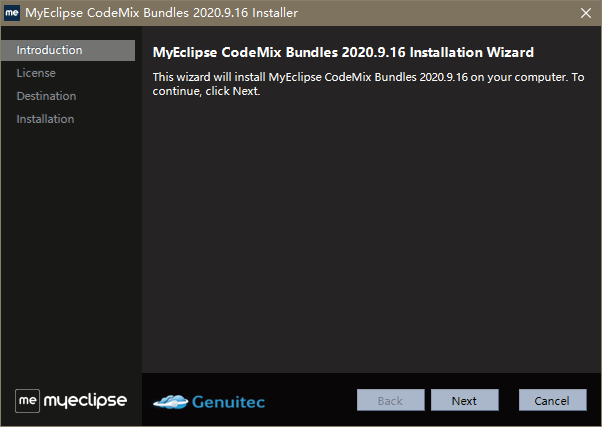 me MyEclipse CodeMix Bundles 2020.9.16 Installer
Introduction
License
Destination
Installation
MyEclipse CodeMix Bundles 2020.9.16 Installation Wizard
This wizard will install MyEclipse CodeMix Bundles 2020.9.16 on your computer. To
continue, click Next.
me myeclipse
Genuitec
Back
Next
Cancel